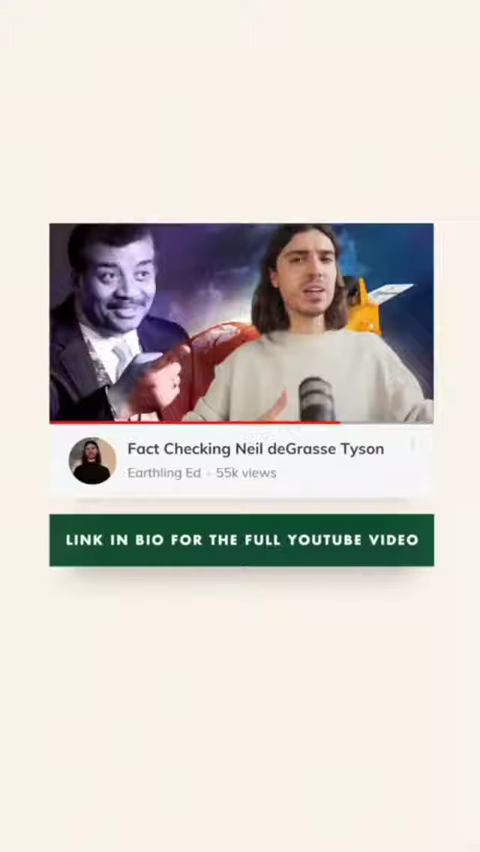 Fact Checking Neil deGrasse Tyson
Earthling Ed • 55k views
LINK IN BIO FOR THE FULL YOUTUBE VIDEO